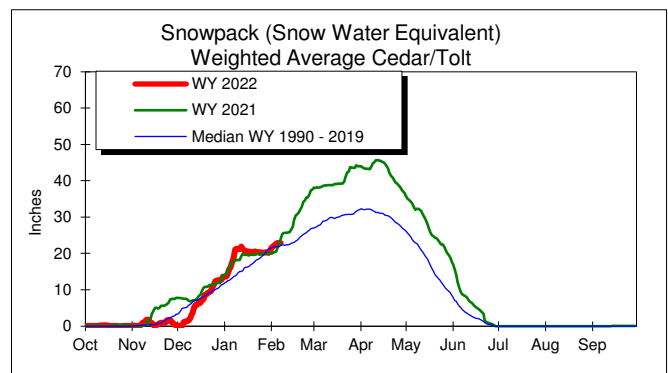 Snowpack (Snow Water Equivalent)
Weighted Average Cedar/Tolt
WY 2022
WY 2021
Median WY 1990 - 2019
Inches
70
60
50
40
30
20
10
0
Oct Nov Dec Jan Feb Mar Apr May Jun Jul Aug Sep